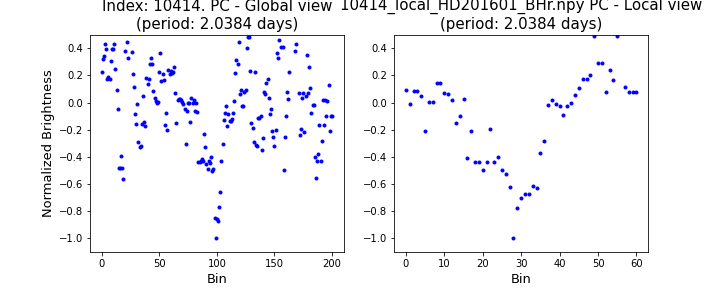 Index: 10414. PC - Global view
(period: 2.0384 days)
10414_local_HD201601_BHr.npy PC - Local view
(period: 2.0384 days)
Normalized Brightness
0.4
0.2
0.0
−0.2
−0.4
−0.6
−0.8
−1.0
0 50 100 150 200
Bin
0.4
0.2
0.0
−0.2
−0.4
−0.6
−0.8
−1.0
0 10 20 30 40 50 60
Bin